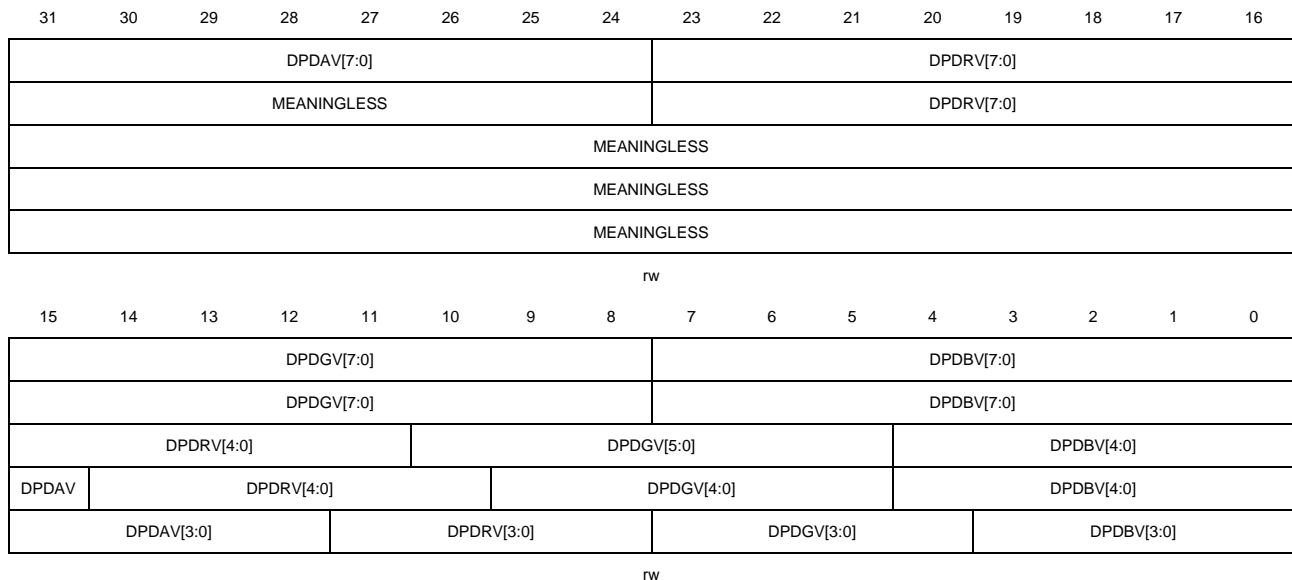 31 30 29 28 27 26 25 24 23 22 21 20 19 18 17 16
DPDAV[7:0] DPDRV[7:0]
MEANINGLESS DPDRV[7:0]
MEANINGLESS
MEANINGLESS
MEANINGLESS
rw
15 14 13 12 11 10 9 8 7 6 5 4 3 2 1 0
DPDGV[7:0] DPDBV[7:0]
DPDGV[7:0] DPDBV[7:0]
DPDRV[4:0] DPDGV[5:0] DPDBV[4:0]
DPDAV DPDRV[4:0] DPDGV[4:0] DPDBV[4:0]
DPDAV[3:0] DPDRV[3:0] DPDGV[3:0] DPDBV[3:0]
rw